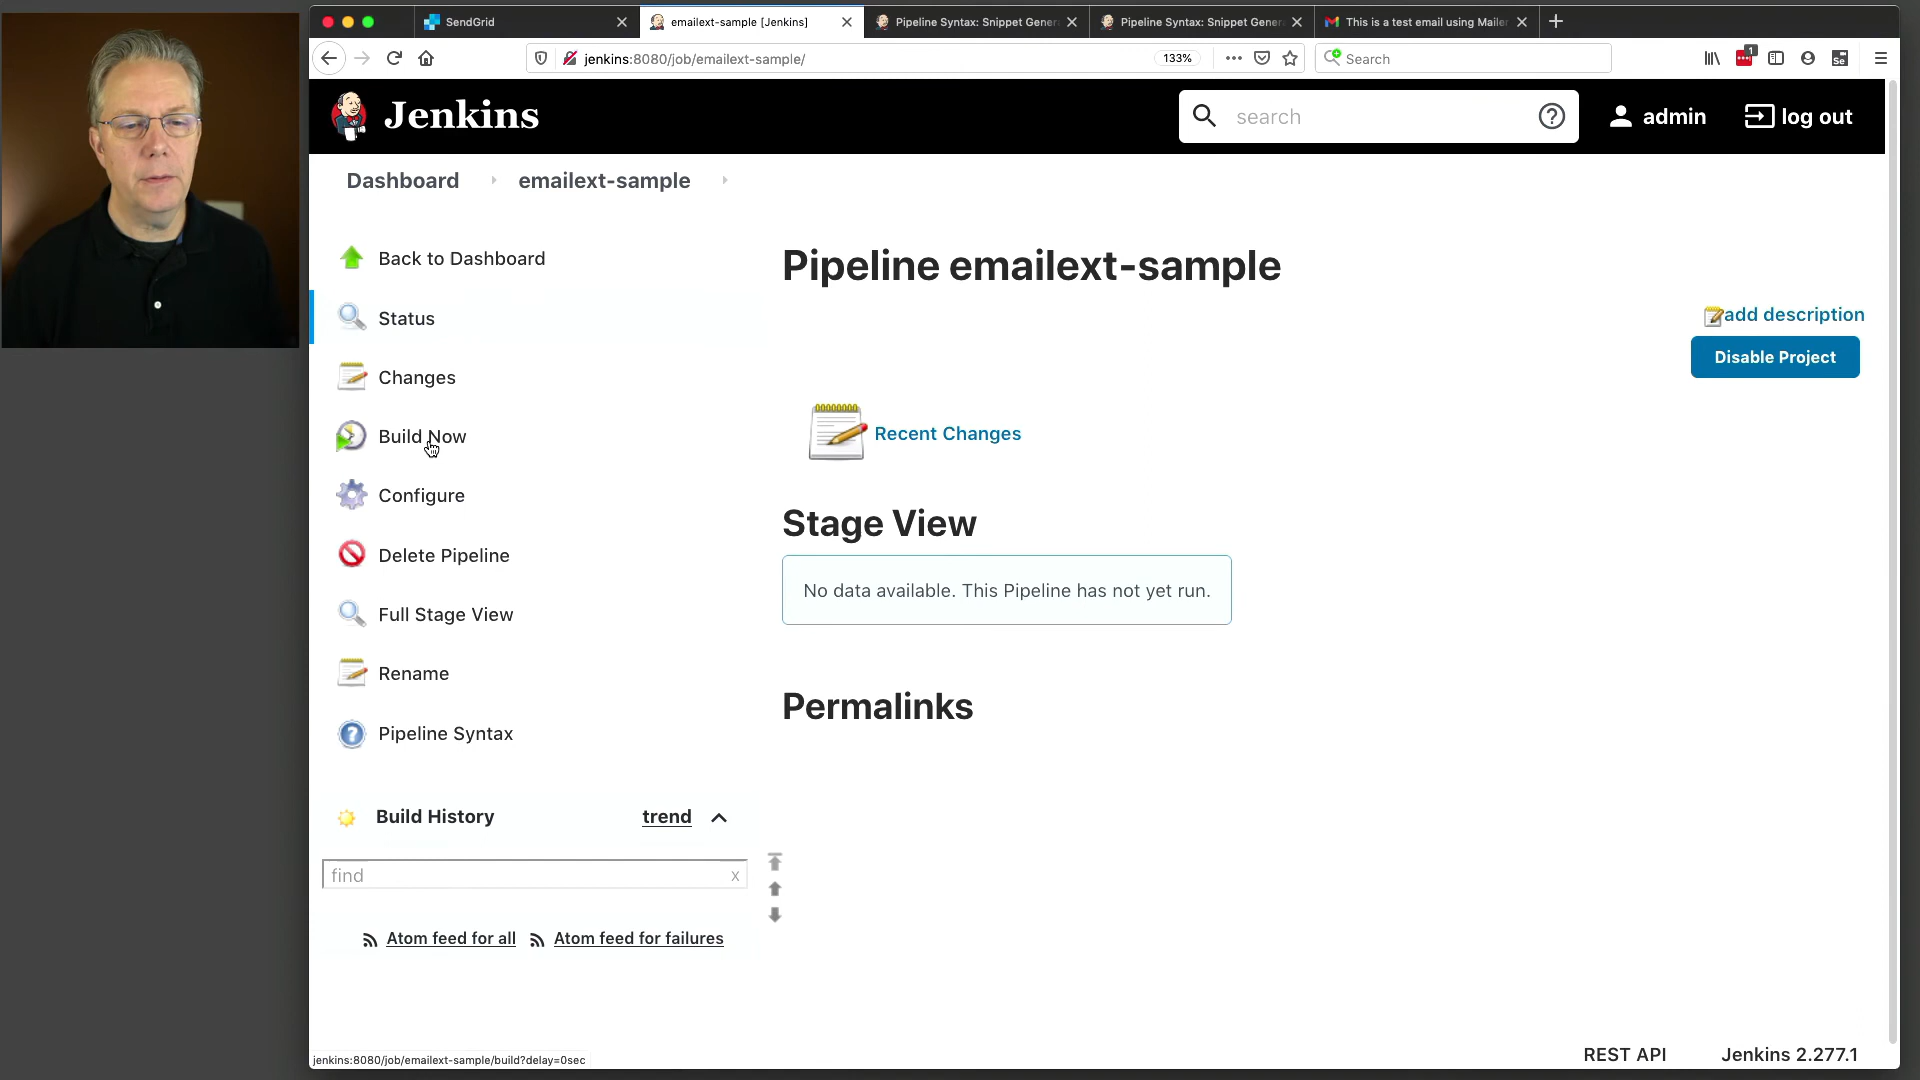 SendGrid
emailext-sample [Jenkins]
Pipeline Syntax: Snippet Gener
Pipeline Syntax: Snippet Gener
This is a test email using Mailer
jenkins:8080/job/emailext-sample/
133%
Search
1
Se
Jenkins
search
admin
log out
Dashboard
emailext-sample
Back to Dashboard
Status
Changes
Build Now
Configure
Delete Pipeline
Full Stage View
Rename
Pipeline Syntax
Build History
trend
find
x
Atom feed for all
Atom feed for failures
Pipeline emailext-sample
add description
Disable Project
Recent Changes
Stage View
No data available. This Pipeline has not yet run.
Permalinks
jenkins:8080/job/emailext-sample/build?delay=0sec
REST API
Jenkins 2.277.1